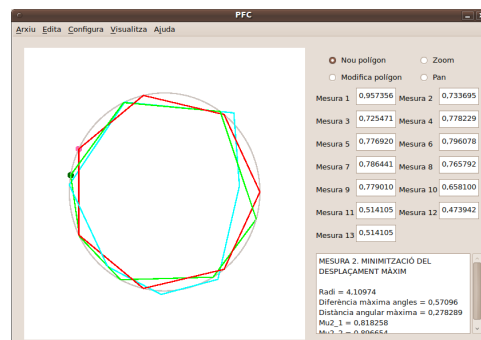 PFC
Arxiu Edita Configura Visualitza Ajuda
Nou polígon Zoom
Modifica polígon Pan
Mesura 1 0,957356 Mesura 2 0,733695
Mesura 3 0,725471 Mesura 4 0,778229
Mesura 5 0,776920 Mesura 6 0,796078
Mesura 7 0,786441 Mesura 8 0,765792
Mesura 9 0,779010 Mesura 10 0,658100
Mesura 11 0,514105 Mesura 12 0,473942
Mesura 13 0,514105
MESURA 2. MINIMITZACIÓ DEL
DESPLAÇAMENT MÀXIM
Radi = 4,10974
Diferència màxima angles = 0,57096
Distància angular màxima = 0,278289
Mu2_1 = 0,818258
Mu2_2 = 0,896654